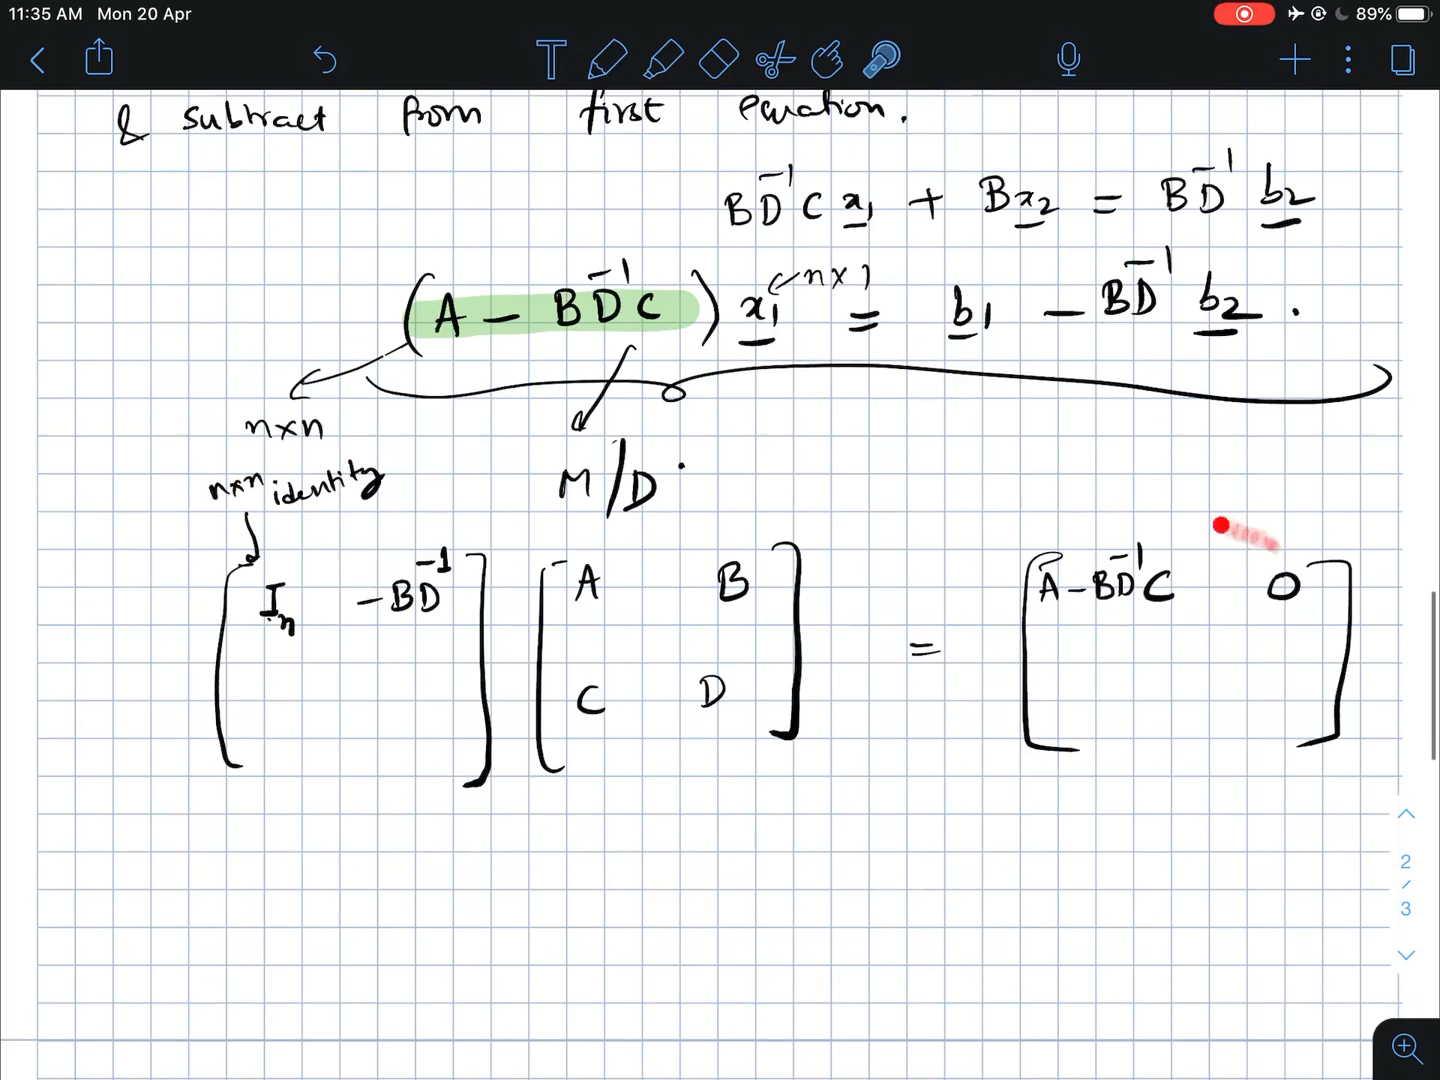 11:35 AM Mon 20 Apr 89%
& subtract from first equation.
BD⁻¹C x₁ + Bx₂ = BD⁻¹ b₂
(A − BD⁻¹C) x₁ = b₁ − BD⁻¹ b₂ .
n×1
n×n
n×n identity
M/D
[ Iₙ −BD⁻¹ ] [ A B ] = [ A−BD⁻¹C 0 ]
C D
2
/
3